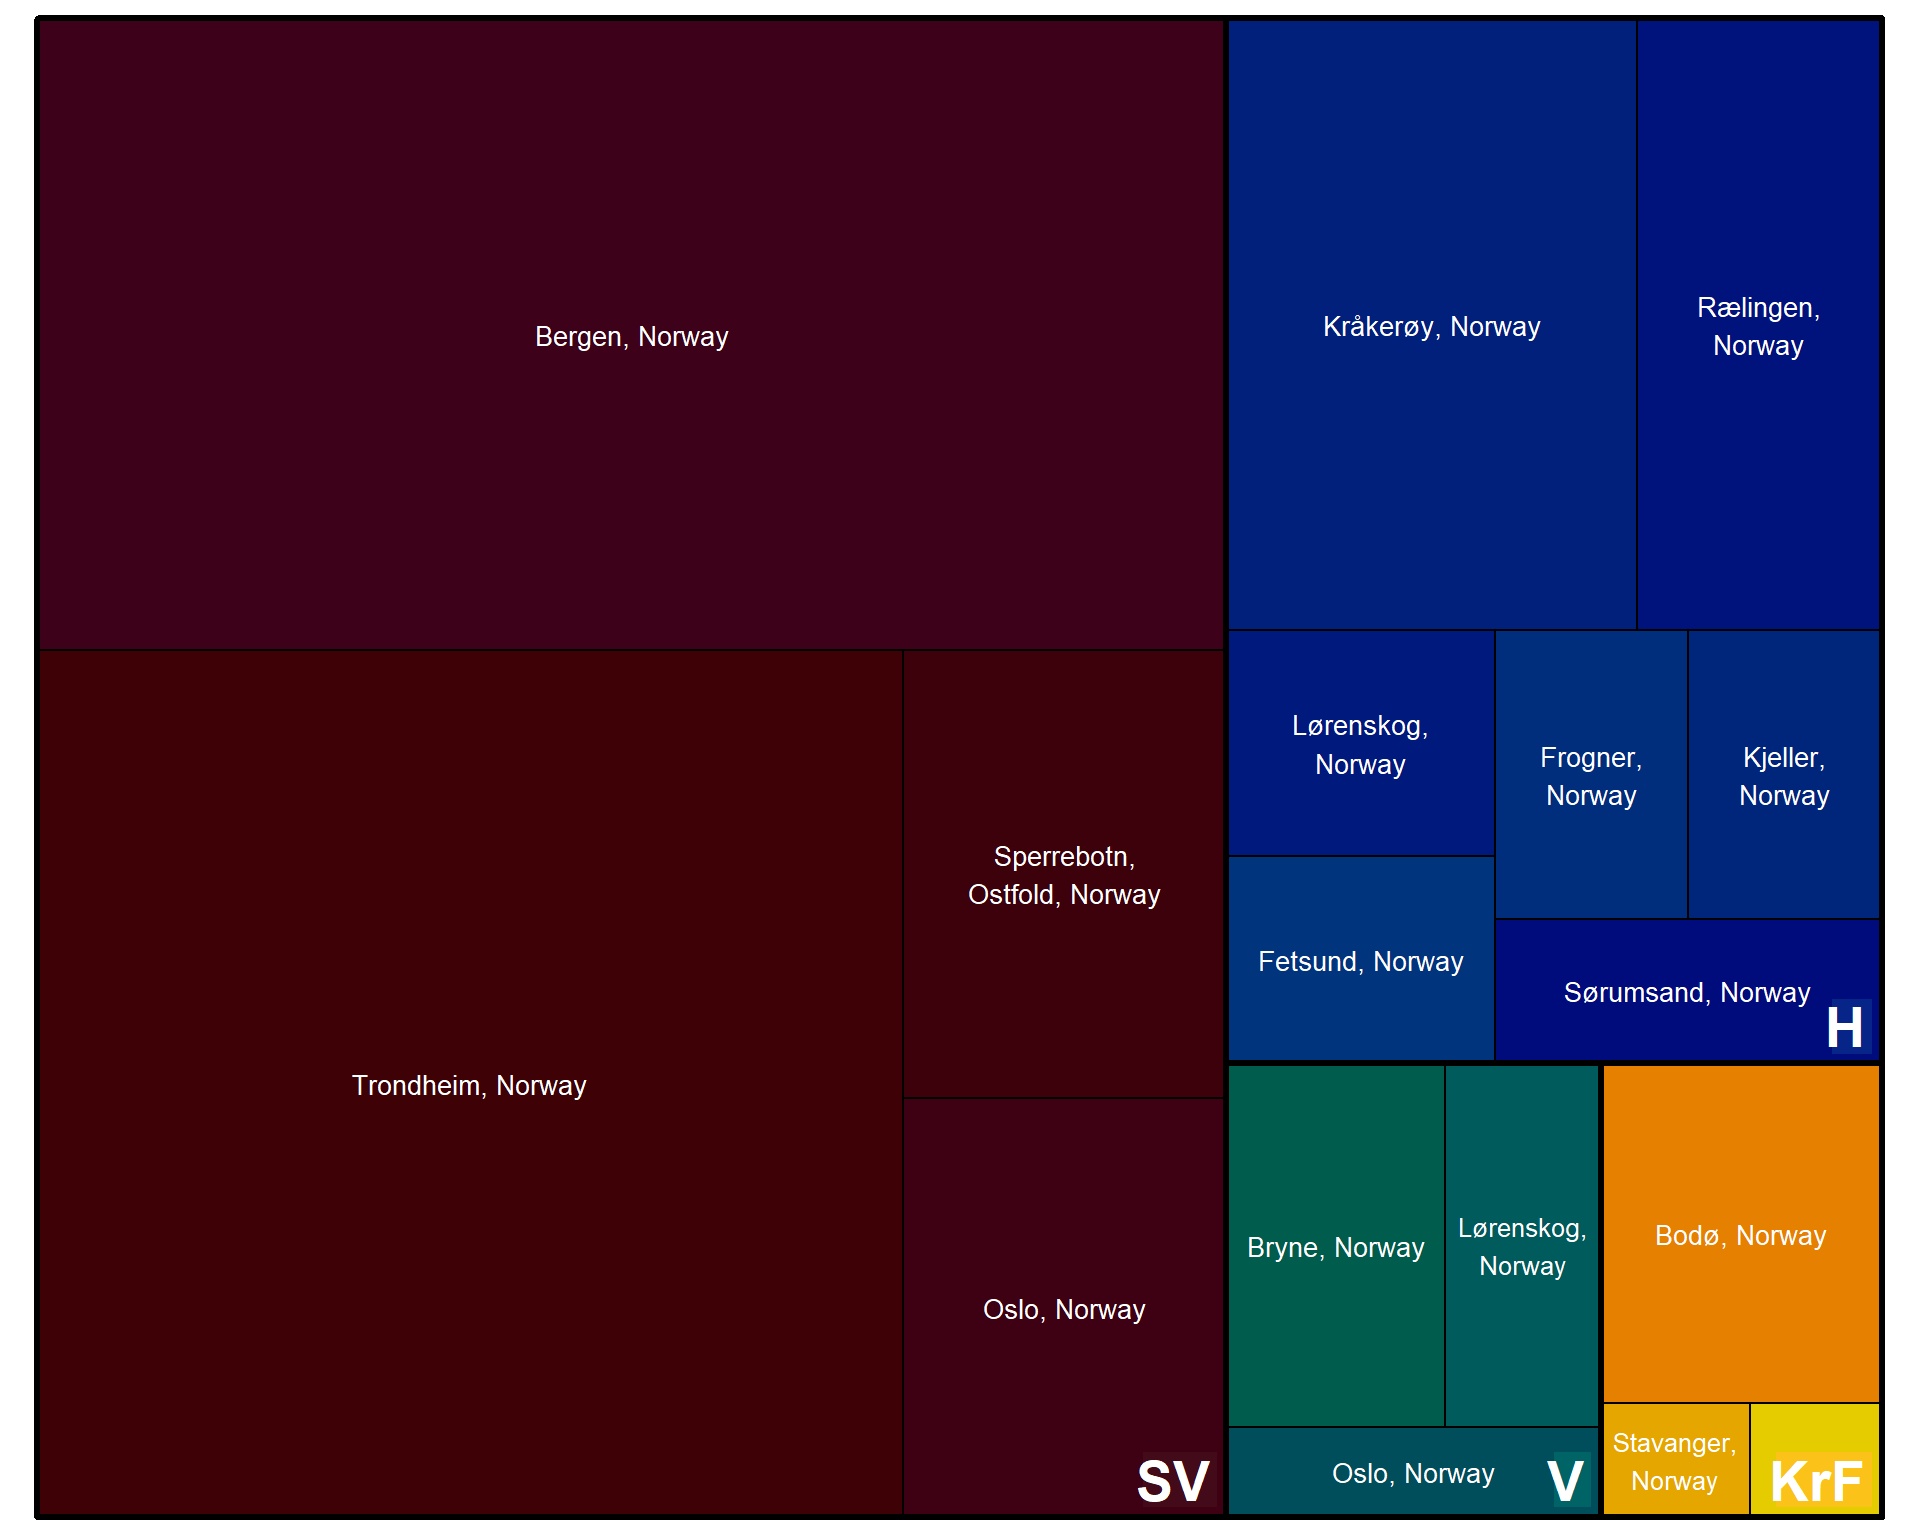 Bergen, Norway
Trondheim, Norway
Sperrebotn,
Ostfold, Norway
Oslo, Norway
SV
Kråkerøy, Norway
Rælingen,
Norway
Lørenskog,
Norway
Frogner,
Norway
Kjeller,
Norway
Fetsund, Norway
Sørumsand, Norway
H
Bryne, Norway
Lørenskog,
Norway
Oslo, Norway
V
Bodø, Norway
Stavanger,
Norway
KrF